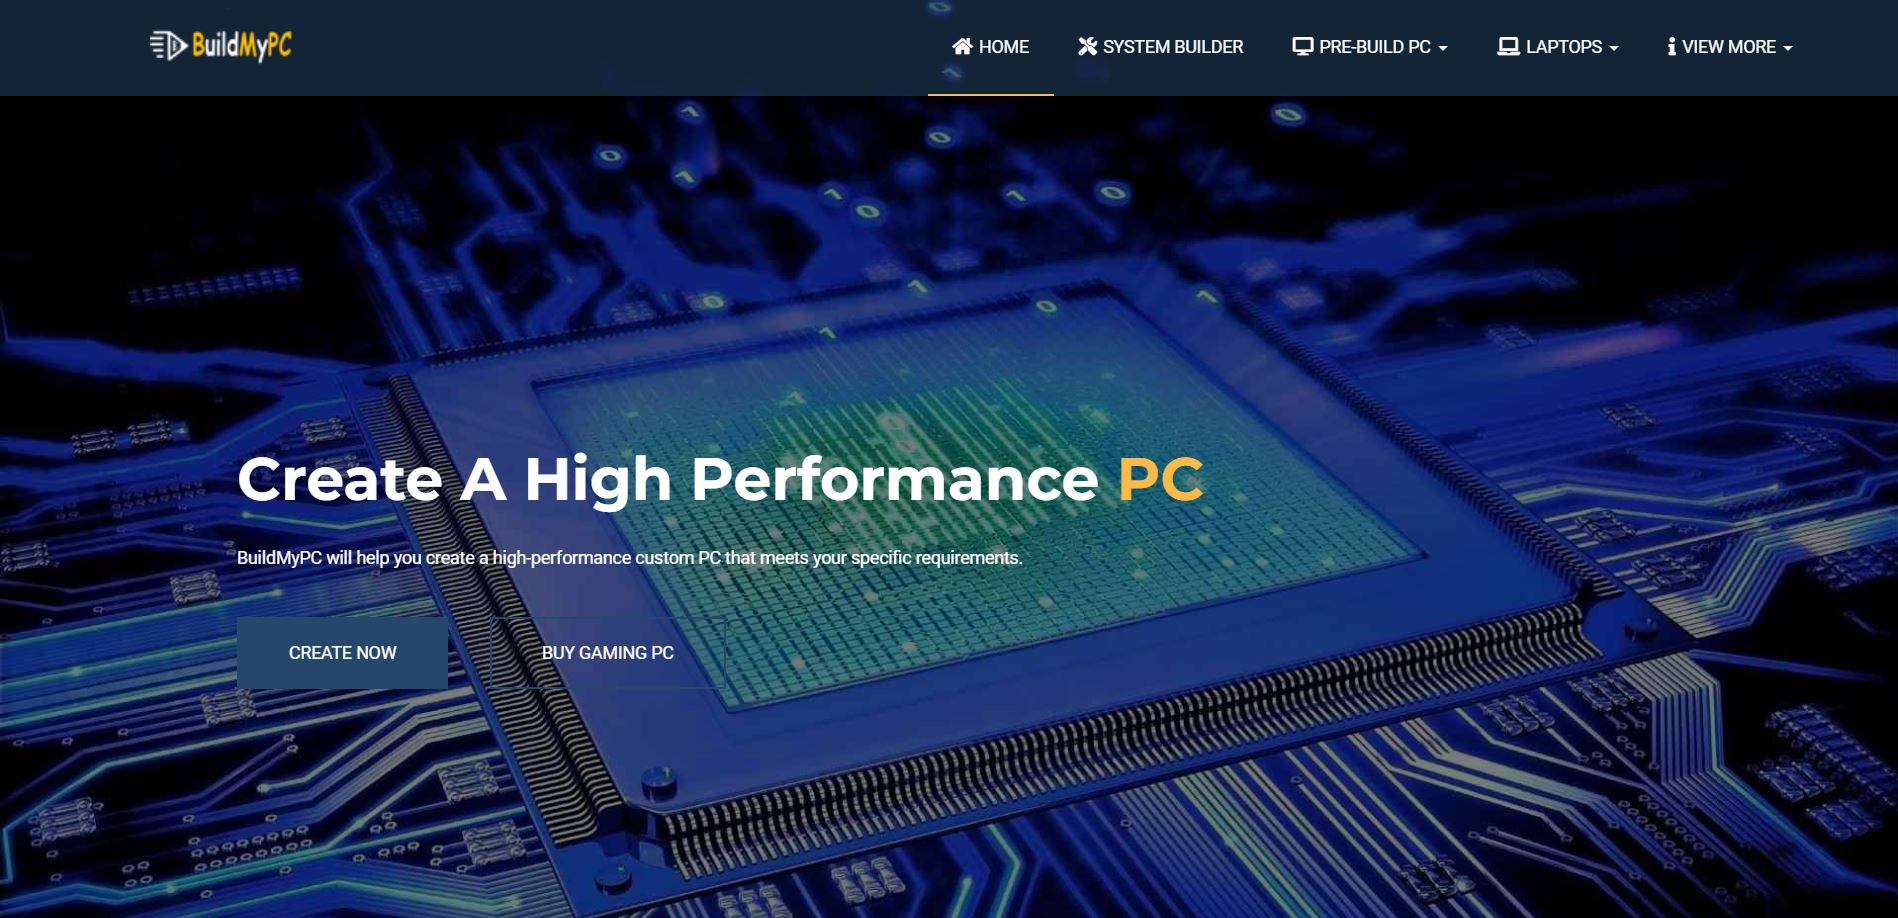 BuildMyPC
HOME
SYSTEM BUILDER
PRE-BUILD PC
LAPTOPS
VIEW MORE
Create A High Performance PC
BuildMyPC will help you create a high-performance custom PC that meets your specific requirements.
CREATE NOW
BUY GAMING PC